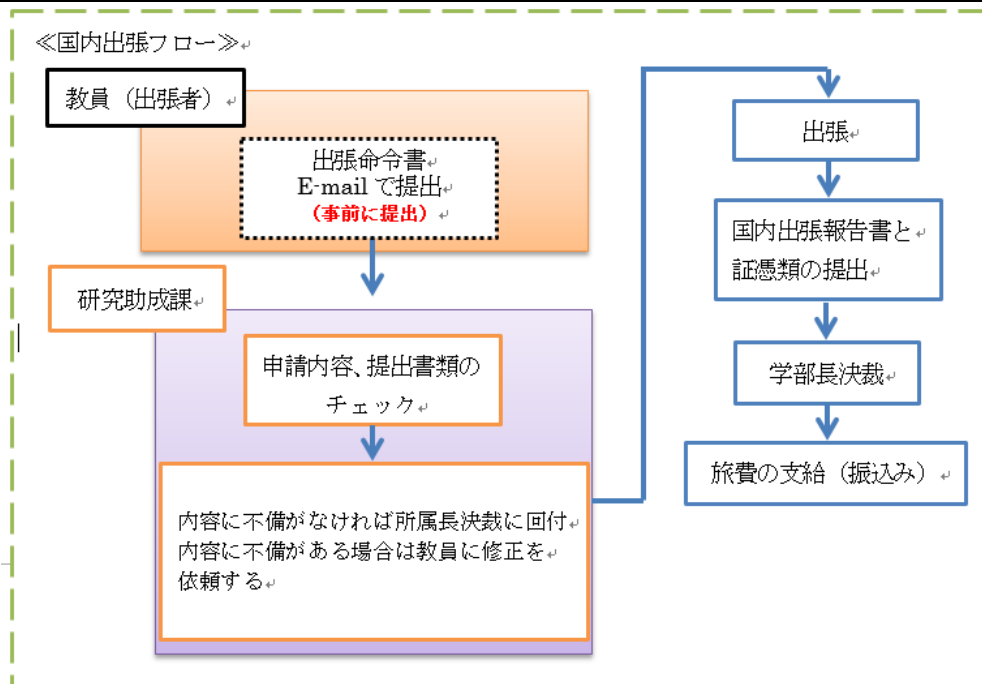 ≪国内出張フロー≫
教員（出張者）
出張命令書
E-mailで提出
（事前に提出）
研究助成課
申請内容、提出書類の
チェック
内容に不備がなければ所属長決裁に回付
内容に不備がある場合は教員に修正を
依頼する
出張
国内出張報告書と
証憑類の提出
学部長決裁
旅費の支給（振込み）